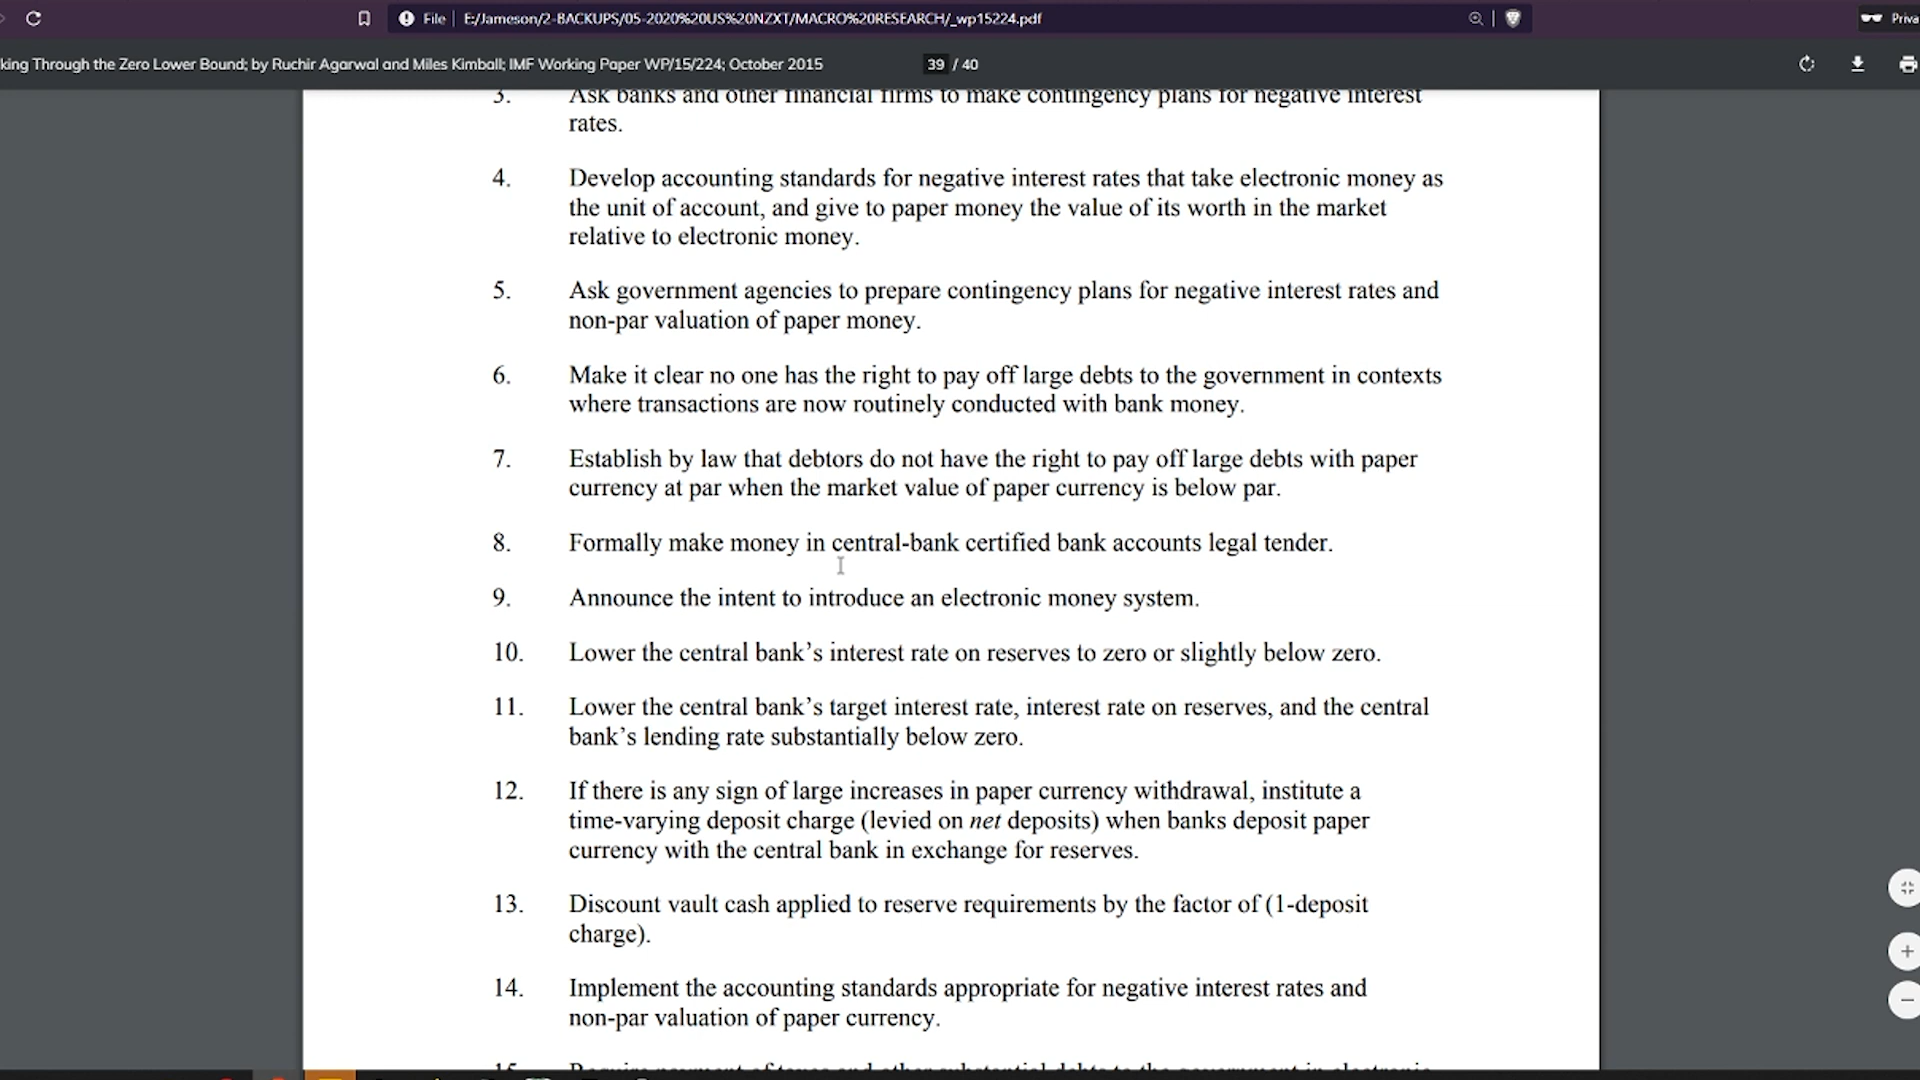 File E:/Jameson/2-BACKUPS/05-2020%20US%20NZXT/MACRO%20RESEARCH/_wp15224.pdf
king Through the Zero Lower Bound; by Ruchir Agarwal and Miles Kimball; IMF Working Paper WP/15/224; October 2015 39 / 40
3. Ask banks and other financial firms to make contingency plans for negative interest
rates.
4. Develop accounting standards for negative interest rates that take electronic money as
the unit of account, and give to paper money the value of its worth in the market
relative to electronic money.
5. Ask government agencies to prepare contingency plans for negative interest rates and
non-par valuation of paper money.
6. Make it clear no one has the right to pay off large debts to the government in contexts
where transactions are now routinely conducted with bank money.
7. Establish by law that debtors do not have the right to pay off large debts with paper
currency at par when the market value of paper currency is below par.
8. Formally make money in central-bank certified bank accounts legal tender.
9. Announce the intent to introduce an electronic money system.
10. Lower the central bank’s interest rate on reserves to zero or slightly below zero.
11. Lower the central bank’s target interest rate, interest rate on reserves, and the central
bank’s lending rate substantially below zero.
12. If there is any sign of large increases in paper currency withdrawal, institute a
time-varying deposit charge (levied on net deposits) when banks deposit paper
currency with the central bank in exchange for reserves.
13. Discount vault cash applied to reserve requirements by the factor of (1-deposit
charge).
14. Implement the accounting standards appropriate for negative interest rates and
non-par valuation of paper currency.